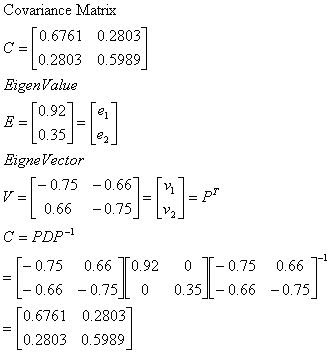 Covariance Matrix
C = [0.6761 0.2803
0.2803 0.5989]
EigenValue
E = [0.92
0.35] = [e₁
e₂]
EigneVector
V = [−0.75 −0.66
0.66 −0.75] = [v₁
v₂] = Pᵀ
C = PDP⁻¹
= [−0.75 0.66
−0.66 −0.75] [0.92 0
0 0.35] [−0.75 0.66
−0.66 −0.75]⁻¹
= [0.6761 0.2803
0.2803 0.5989]